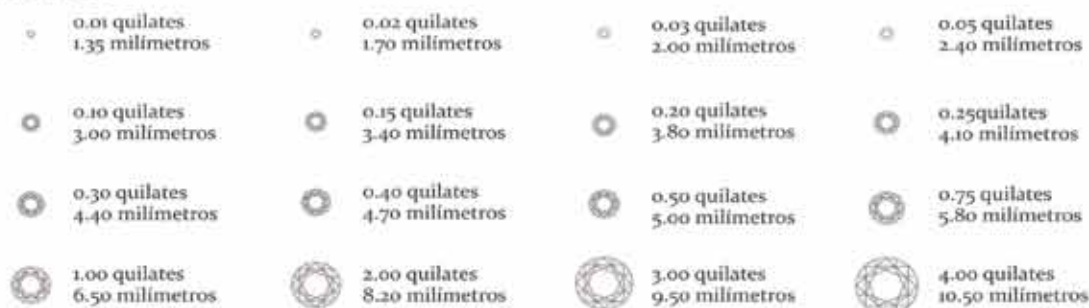 0.01 quilates
1.35 milímetros
0.02 quilates
1.70 milímetros
0.03 quilates
2.00 milímetros
0.05 quilates
2.40 milímetros
0.10 quilates
3.00 milímetros
0.15 quilates
3.40 milímetros
0.20 quilates
3.80 milímetros
0.25quilates
4.10 milímetros
0.30 quilates
4.40 milímetros
0.40 quilates
4.70 milímetros
0.50 quilates
5.00 milímetros
0.75 quilates
5.80 milímetros
1.00 quilates
6.50 milímetros
2.00 quilates
8.20 milímetros
3.00 quilates
9.50 milímetros
4.00 quilates
10.50 milímetros